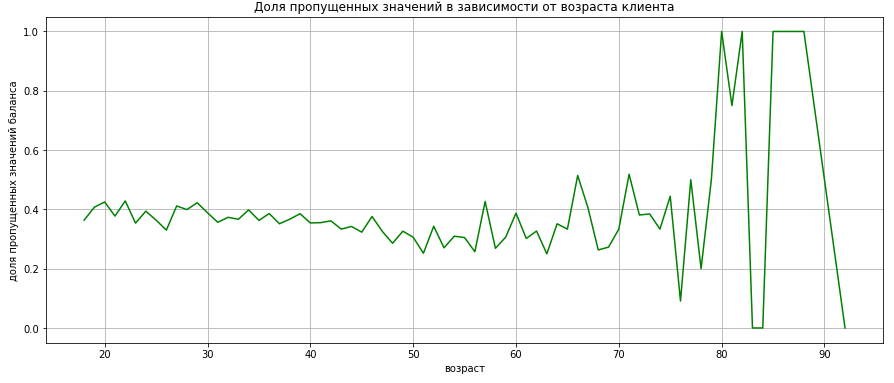 Доля пропущенных значений в зависимости от возраста клиента
доля пропущенных значений баланса
1.0
0.8
0.6
0.4
0.2
0.0
20 30 40 50 60 70 80 90
возраст